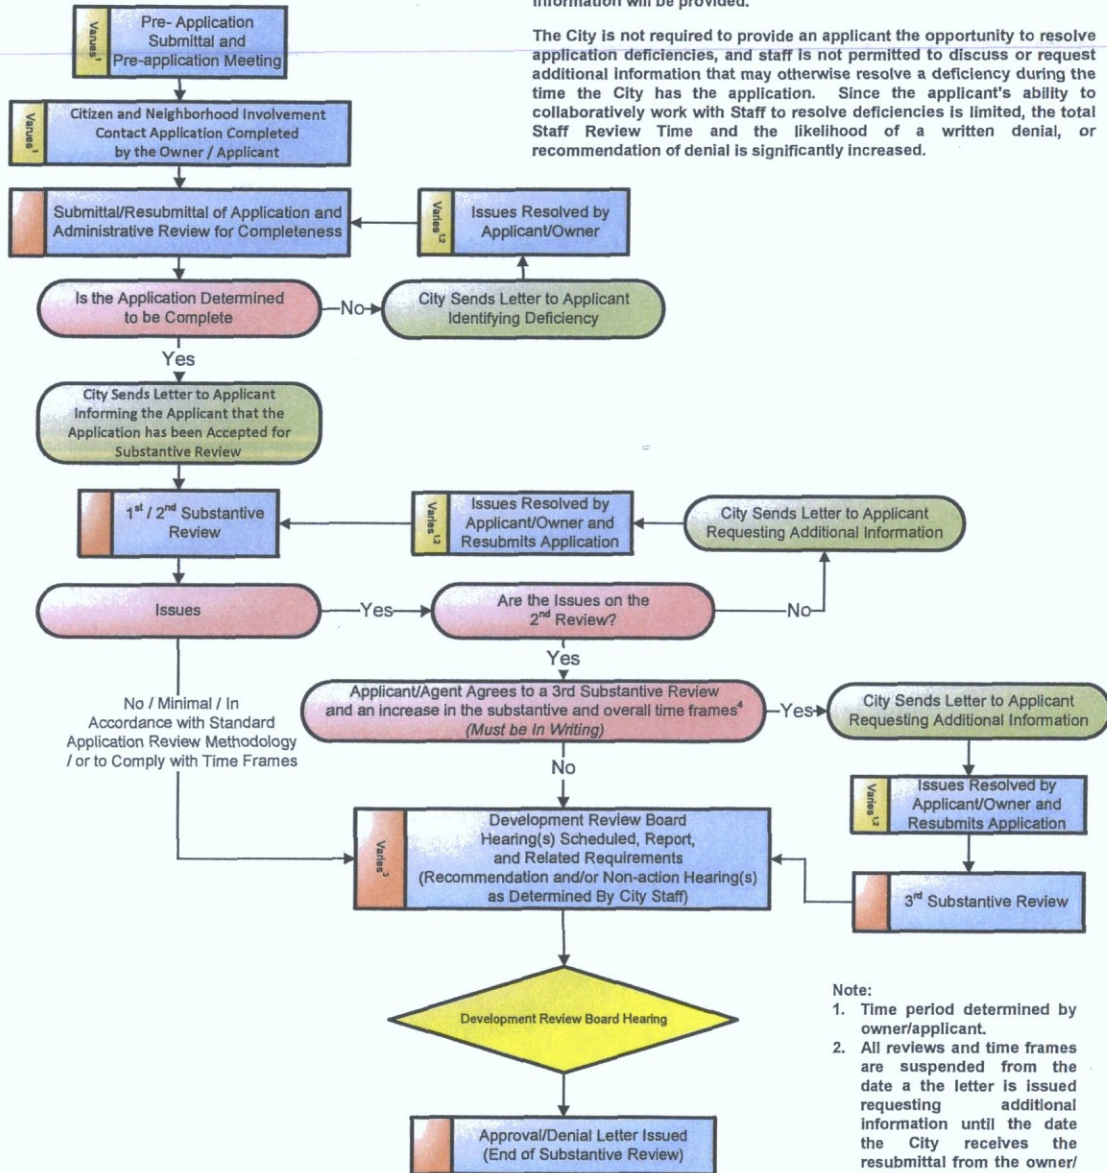 information will be provided.
The City is not required to provide an applicant the opportunity to resolve
application deficiencies, and staff is not permitted to discuss or request
additional information that may otherwise resolve a deficiency during the
time the City has the application. Since the applicant's ability to
collaboratively work with Staff to resolve deficiencies is limited, the total
Staff Review Time and the likelihood of a written denial, or
recommendation of denial is significantly increased.
Varies¹
Pre- Application
Submittal and
Pre-application Meeting
Varies¹
Citizen and Neighborhood Involvement
Contact Application Completed
by the Owner / Applicant
Submittal/Resubmittal of Application and
Administrative Review for Completeness
Varies¹,²
Issues Resolved by
Applicant/Owner
Is the Application Determined
to be Complete
No
City Sends Letter to Applicant
Identifying Deficiency
Yes
City Sends Letter to Applicant
Informing the Applicant that the
Application has been Accepted for
Substantive Review
1st / 2nd Substantive
Review
Varies¹,²
Issues Resolved by
Applicant/Owner and
Resubmits Application
City Sends Letter to Applicant
Requesting Additional Information
Issues
Yes
Are the Issues on the
2nd Review?
No
Yes
No / Minimal / In
Accordance with Standard
Application Review Methodology
/ or to Comply with Time Frames
Applicant/Agent Agrees to a 3rd Substantive Review
and an increase in the substantive and overall time frames⁴
(Must be In Writing)
Yes
City Sends Letter to Applicant
Requesting Additional Information
No
Varies¹,²
Issues Resolved by
Applicant/Owner and
Resubmits Application
Varies³
Development Review Board
Hearing(s) Scheduled, Report,
and Related Requirements
(Recommendation and/or Non-action Hearing(s)
as Determined By City Staff)
3rd Substantive Review
Development Review Board Hearing
Approval/Denial Letter Issued
(End of Substantive Review)
Note:
1. Time period determined by
owner/applicant.
2. All reviews and time frames
are suspended from the
date a the letter is issued
requesting additional
information until the date
the City receives the
resubmittal from the owner/